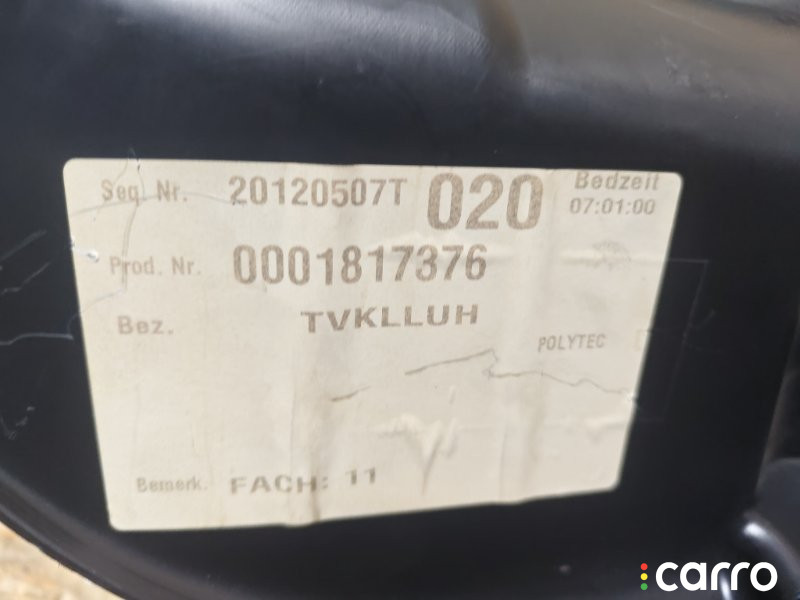 Seq. Nr. 20120507T 020 Bedzeit
07:01:00
Prod. Nr. 0001817376
Bez. TVKLLUH
POLYTEC
Bemerk. FACH: 11
carro